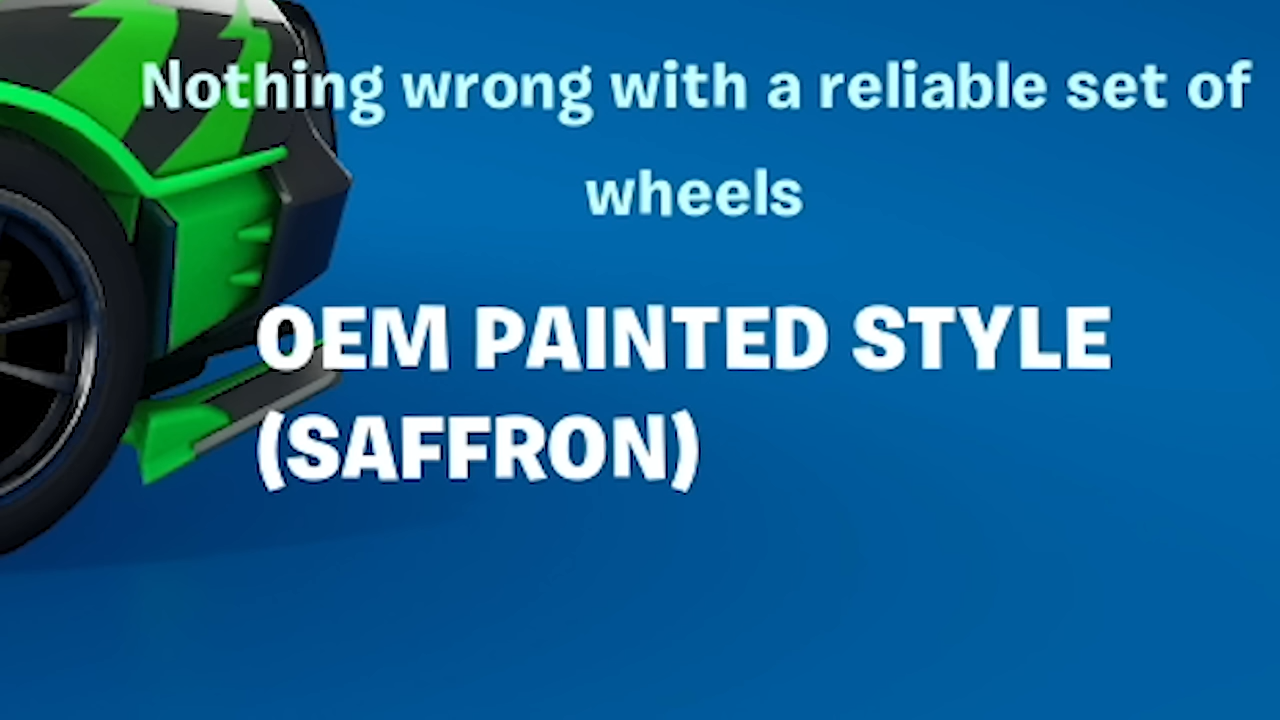 Nothing wrong with a reliable set of
wheels
OEM PAINTED STYLE
(SAFFRON)